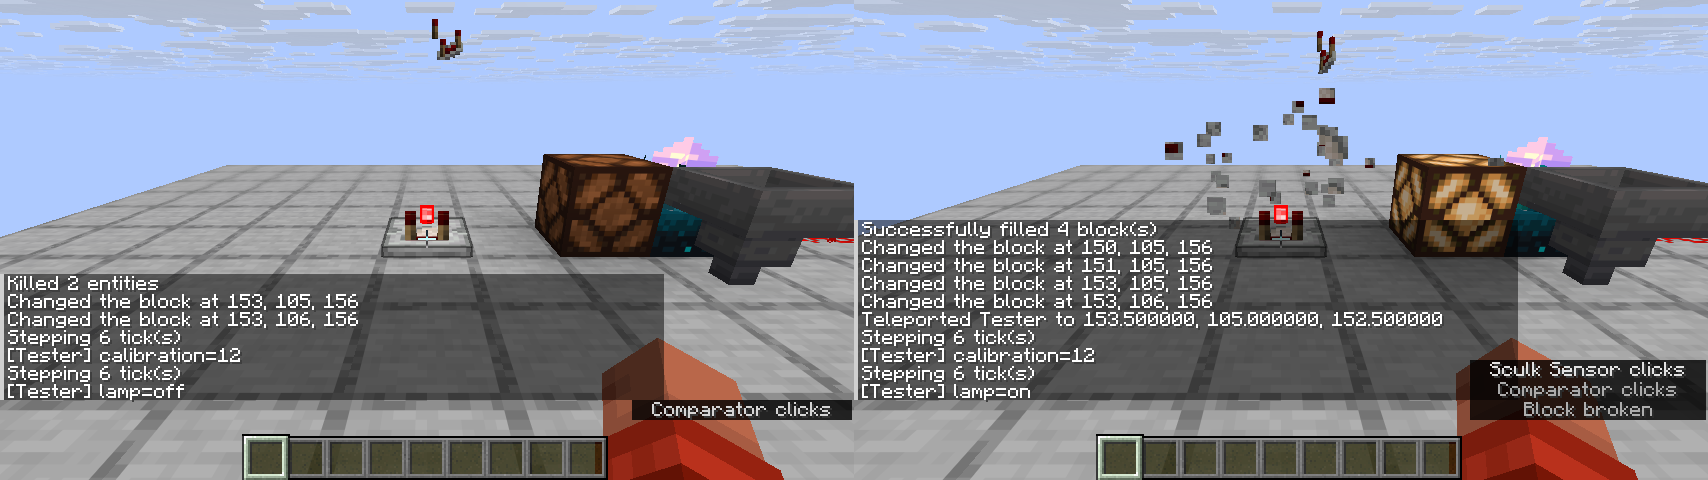 Killed 2 entities
Changed the block at 153, 105, 156
Changed the block at 153, 106, 156
Stepping 6 tick(s)
[Tester] calibration=12
Stepping 6 tick(s)
[Tester] lamp=off
Comparator clicks
Successfully filled 4 block(s)
Changed the block at 150, 105, 156
Changed the block at 151, 105, 156
Changed the block at 153, 105, 156
Changed the block at 153, 106, 156
Teleported Tester to 153.500000, 105.000000, 152.500000
Stepping 6 tick(s)
[Tester] calibration=12
Stepping 6 tick(s)
[Tester] lamp=on
Sculk Sensor clicks
Comparator clicks
Block broken